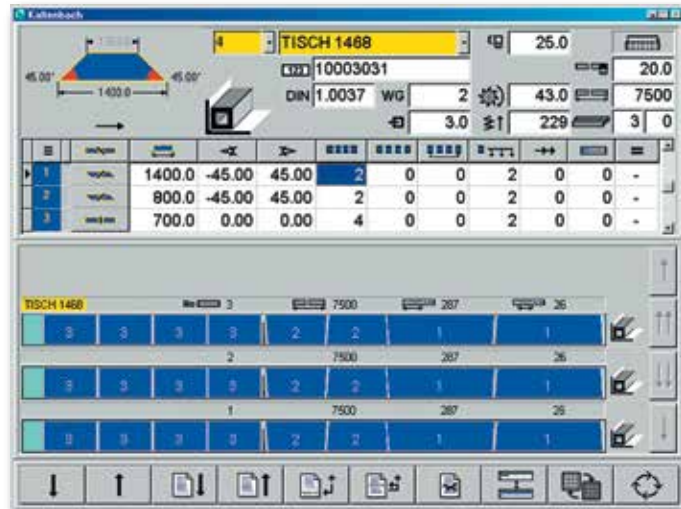 Kaltenbach
4 TISCH 1468 25.0
45.00° 45.00° 10003031 20.0
1400.0 DIN 1.0037 WG 2 43.0 7500
3.0 229 3 0
1 1400.0 -45.00 45.00 2 0 0 2 0 0 -
2 800.0 -45.00 45.00 2 0 0 2 0 0 -
3 700.0 0.00 0.00 4 0 0 2 0 0 -
TISCH 1468 3 7500 287 26
3 3 3 3 2 2 1 1
2 7500 287 26
3 3 3 3 2 2 1 1
1 7500 287 26
3 3 3 3 2 2 1 1